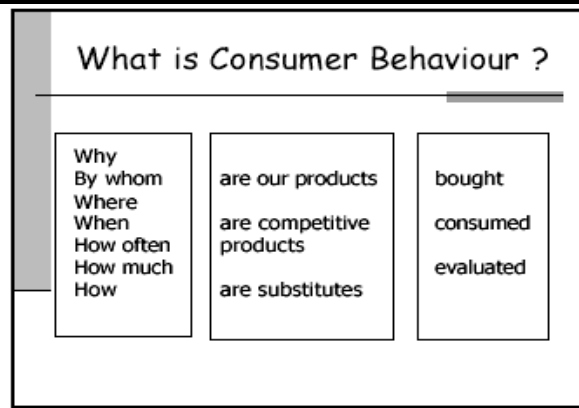 What is Consumer Behaviour ?
Why
By whom
Where
When
How often
How much
How
are our products
are competitive
products
are substitutes
bought
consumed
evaluated